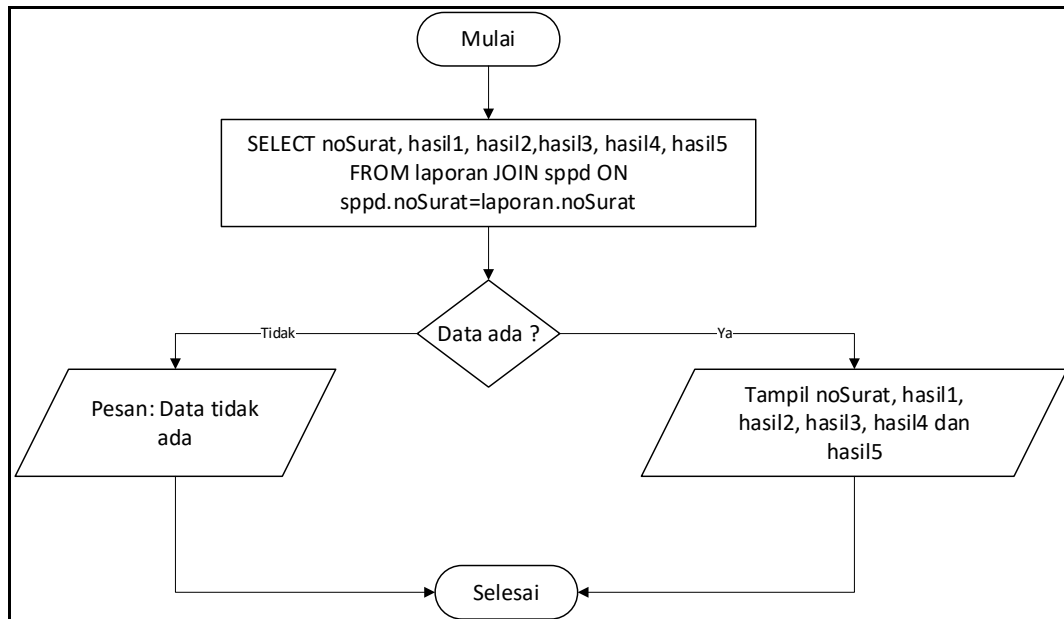 Mulai
SELECT noSurat, hasil1, hasil2,hasil3, hasil4, hasil5
FROM laporan JOIN sppd ON
sppd.noSurat=laporan.noSurat
Data ada ?
Tidak
Ya
Pesan: Data tidak
ada
Tampil noSurat, hasil1,
hasil2, hasil3, hasil4 dan
hasil5
Selesai